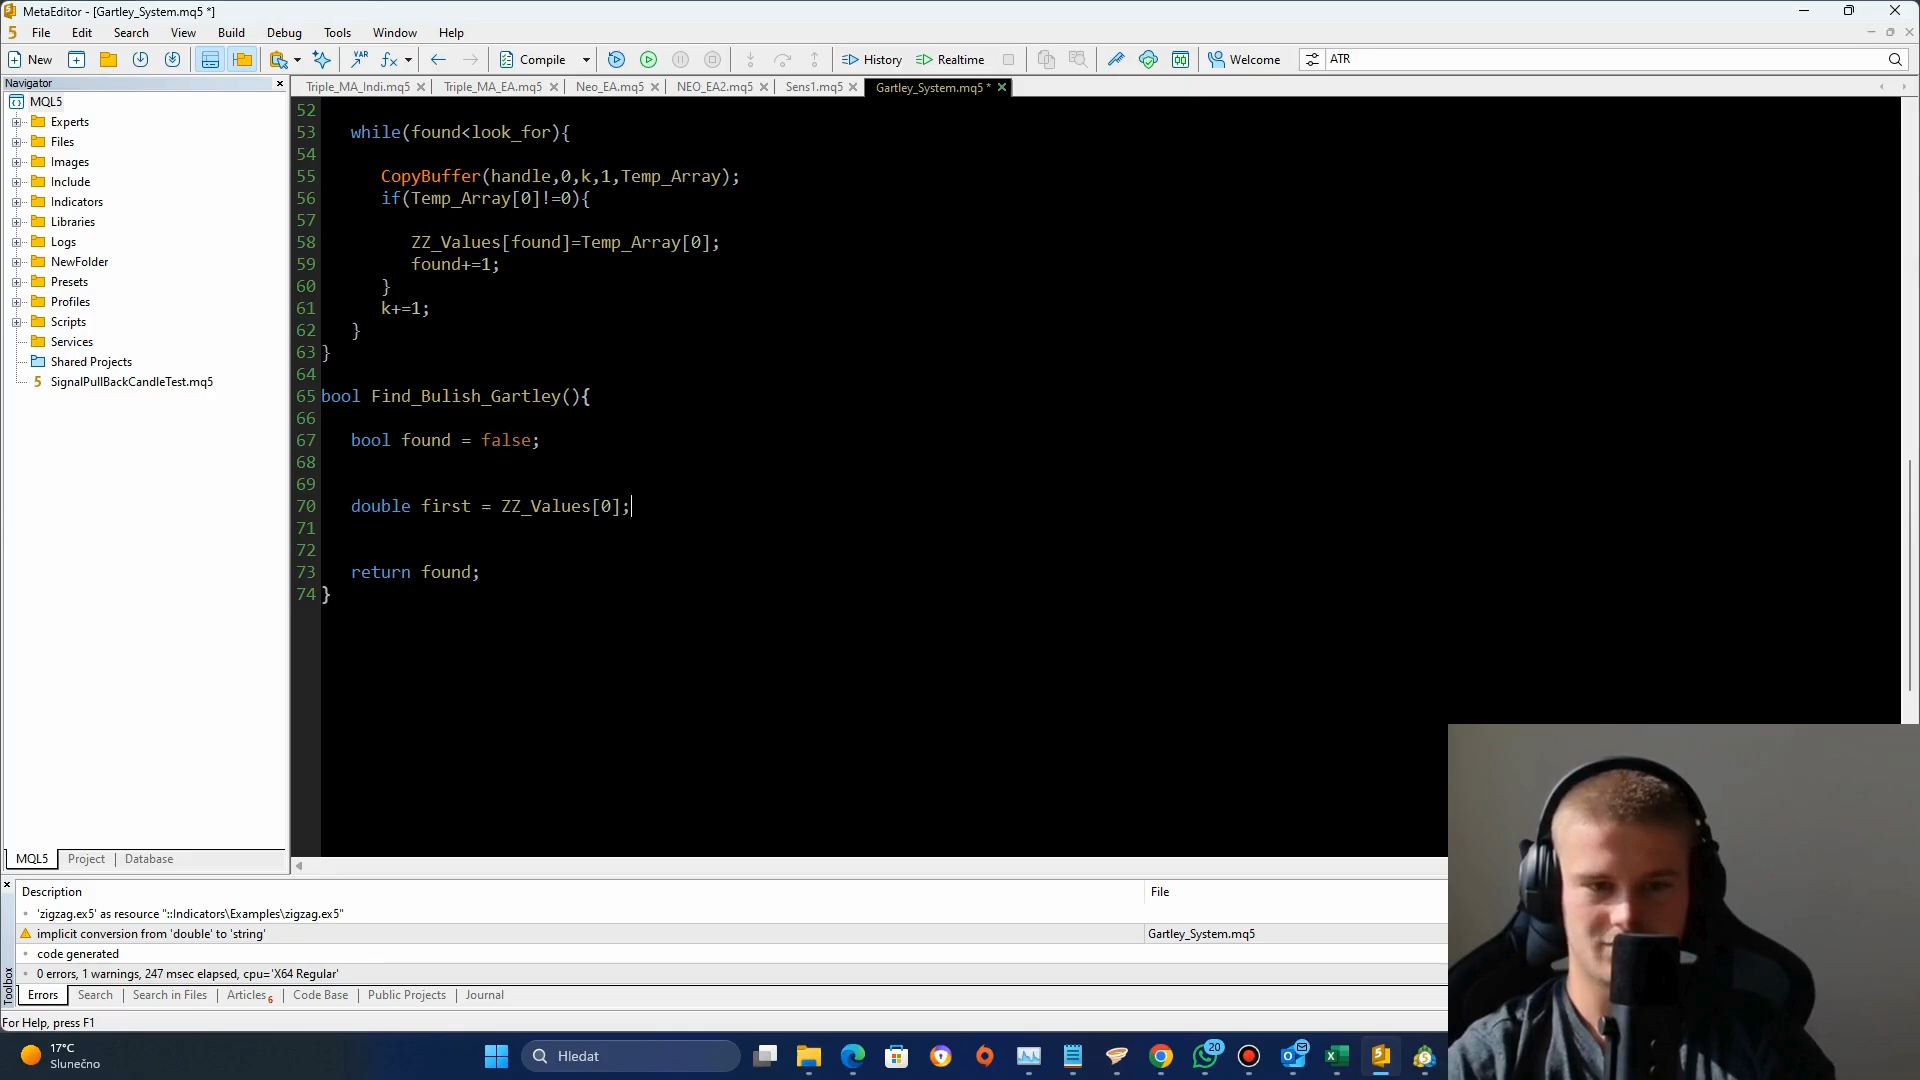 MetaEditor - [Gartley_System.mq5 *]
File Edit Search View Build Debug Tools Window Help
New Compile History Realtime Welcome ATR
Navigator
Triple_MA_Indi.mq5 Triple_MA_EA.mq5 Neo_EA.mq5 NEO_EA2.mq5 Sens1.mq5 Gartley_System.mq5 *
MQL5
Experts
Files
Images
Include
Indicators
Libraries
Logs
NewFolder
Presets
Profiles
Scripts
Services
Shared Projects
SignalPullBackCandleTest.mq5
MQL5 Project Database
52
53 while(found<look_for){
54
55 CopyBuffer(handle,0,k,1,Temp_Array);
56 if(Temp_Array[0]!=0){
57
58 ZZ_Values[found]=Temp_Array[0];
59 found+=1;
60 }
61 k+=1;
62 }
63 }
64
65 bool Find_Bulish_Gartley(){
66
67 bool found = false;
68
69
70 double first = ZZ_Values[0];
71
72
73 return found;
74 }
Description File
'zigzag.ex5' as resource "::Indicators\Examples\zigzag.ex5"
implicit conversion from 'double' to 'string' Gartley_System.mq5
code generated
0 errors, 1 warnings, 247 msec elapsed, cpu='X64 Regular'
Toolbox
Errors Search Search in Files Articles 6 Code Base Public Projects Journal
For Help, press F1
17°C
Slunečno
Hledat
20